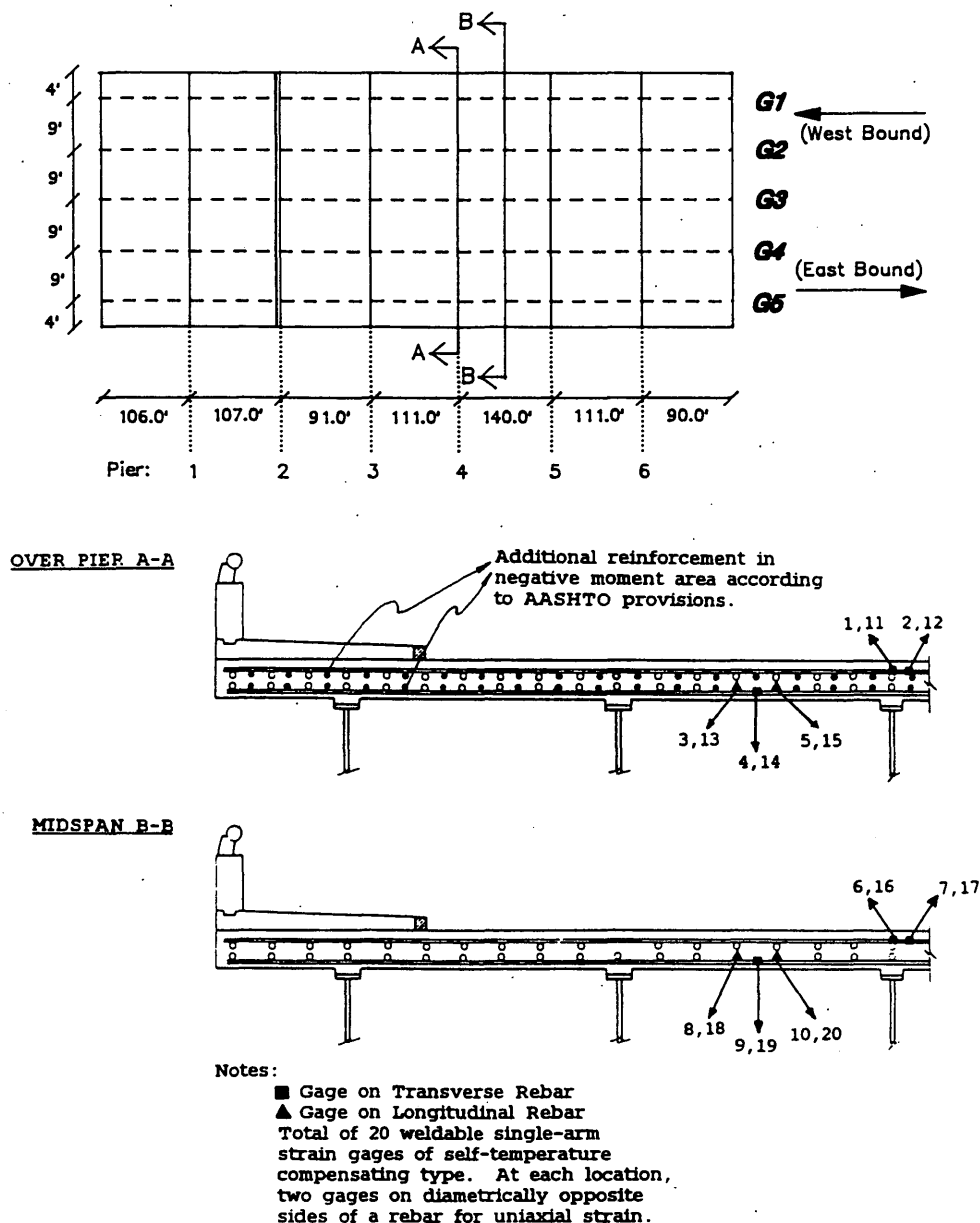 B
A
4'
9'
9'
9'
9'
4'
G1
(West Bound)
G2
G3
G4
(East Bound)
G5
A
B
106.0' 107.0' 91.0' 111.0' 140.0' 111.0' 90.0'
Pier: 1 2 3 4 5 6
OVER PIER A-A
Additional reinforcement in
negative moment area according
to AASHTO provisions.
1,11 2,12
3,13 5,15
4,14
MIDSPAN B-B
6,16 7,17
8,18 10,20
9,19
Notes:
■ Gage on Transverse Rebar
▲ Gage on Longitudinal Rebar
Total of 20 weldable single-arm
strain gages of self-temperature
compensating type. At each location,
two gages on diametrically opposite
sides of a rebar for uniaxial strain.